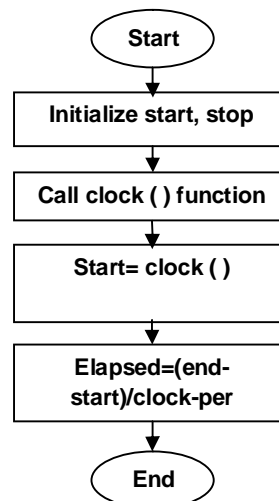 Start
Initialize start, stop
Call clock ( ) function
Start= clock ( )
Elapsed=(end-
start)/clock-per
End